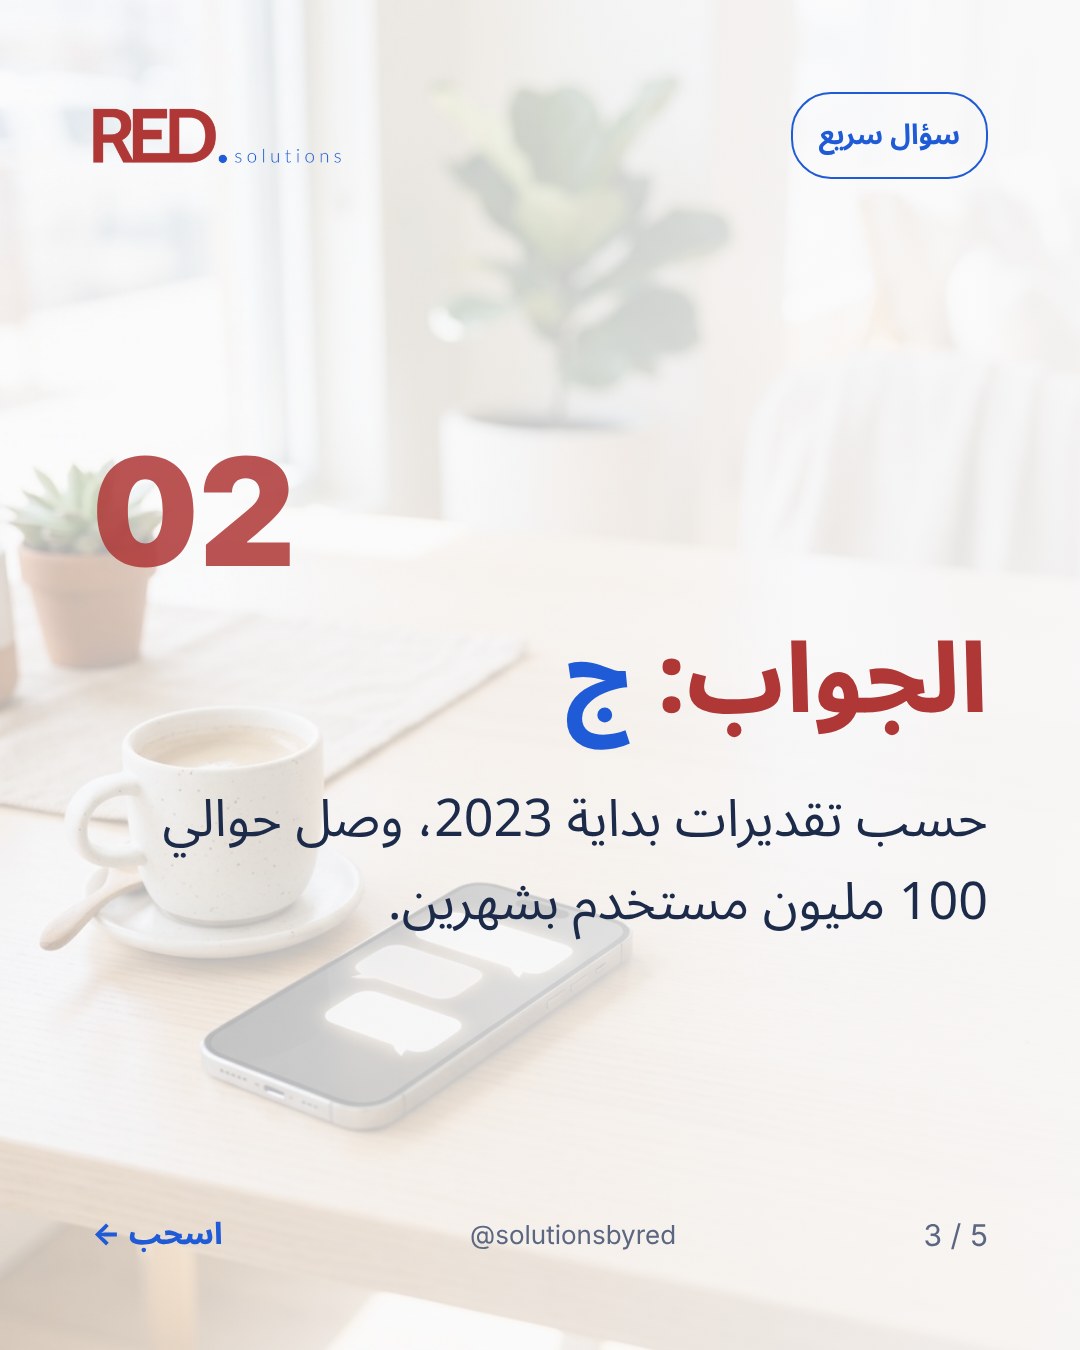 RED.solutions
سؤال سريع
02
الجواب: ج
حسب تقديرات بداية 2023، وصل حوالي
100 مليون مستخدم بشهرين.
اسحب ←
@solutionsbyred
3 / 5